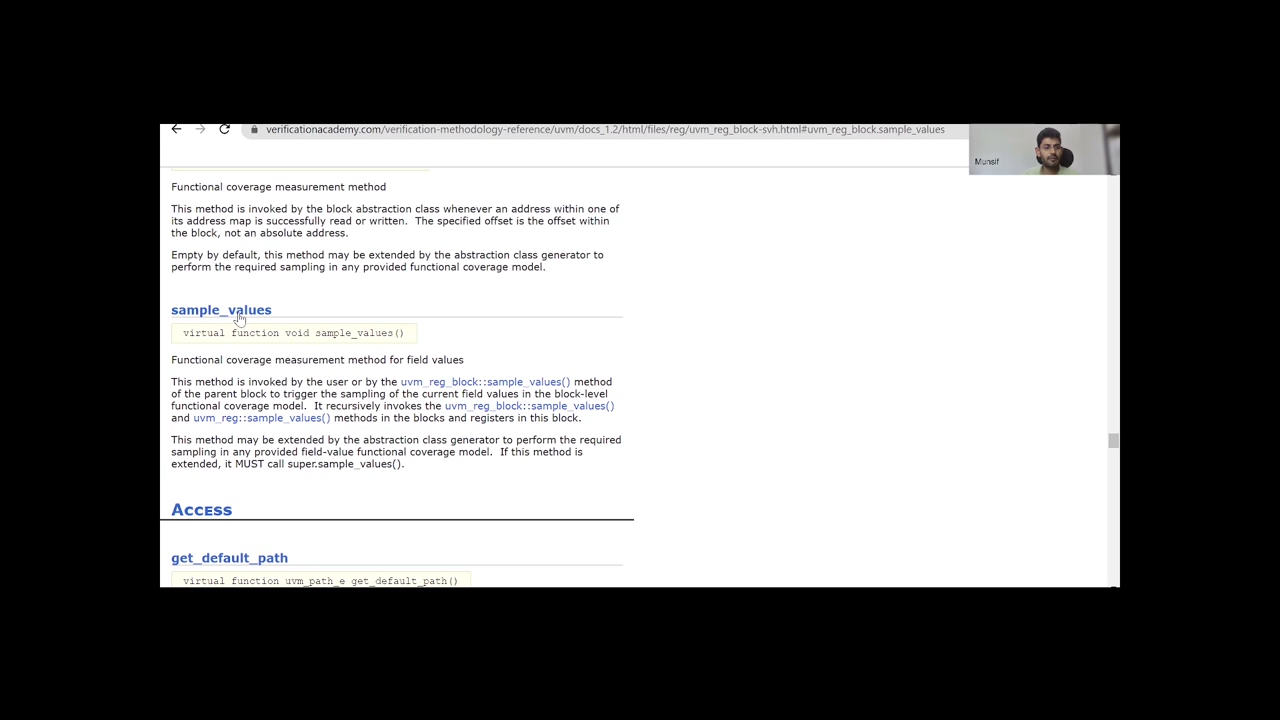 verificationacademy.com/verification-methodology-reference/uvm/docs_1.2/html/files/reg/uvm_reg_block-svh.html#uvm_reg_block.sample_values
Munsif
Functional coverage measurement method
This method is invoked by the block abstraction class whenever an address within one of
its address map is successfully read or written. The specified offset is the offset within
the block, not an absolute address.
Empty by default, this method may be extended by the abstraction class generator to
perform the required sampling in any provided functional coverage model.
sample_values
virtual function void sample_values()
Functional coverage measurement method for field values
This method is invoked by the user or by the uvm_reg_block::sample_values() method
of the parent block to trigger the sampling of the current field values in the block-level
functional coverage model. It recursively invokes the uvm_reg_block::sample_values()
and uvm_reg::sample_values() methods in the blocks and registers in this block.
This method may be extended by the abstraction class generator to perform the required
sampling in any provided field-value functional coverage model. If this method is
extended, it MUST call super.sample_values().
Access
get_default_path
virtual function uvm_path_e get_default_path()